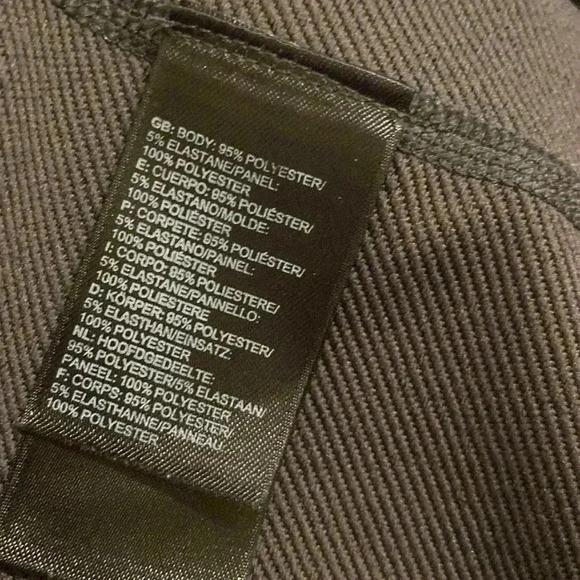 GB: BODY: 95% POLYESTER/
5% ELASTANE/PANEL:
100% POLYESTER
E: CUERPO: 95% POLIÉSTER/
5% ELASTANO/MOLDE:
100% POLIÉSTER
P: CORPETE: 95% POLIÉSTER/
5% ELASTANO/PAINEL:
100% POLIÉSTER
I: CORPO: 95% POLIESTERE/
5% ELASTANE/PANNELLO:
100% POLIESTERE
D: KÖRPER: 95% POLYESTER/
5% ELASTHAN/EINSATZ:
100% POLYESTER
NL: HOOFDGEDEELTE:
95% POLYESTER/5% ELASTAAN/
PANEEL: 100% POLYESTER
F: CORPS: 95% POLYESTER/
5% ELASTHANNE/PANNEAU:
100% POLYESTER